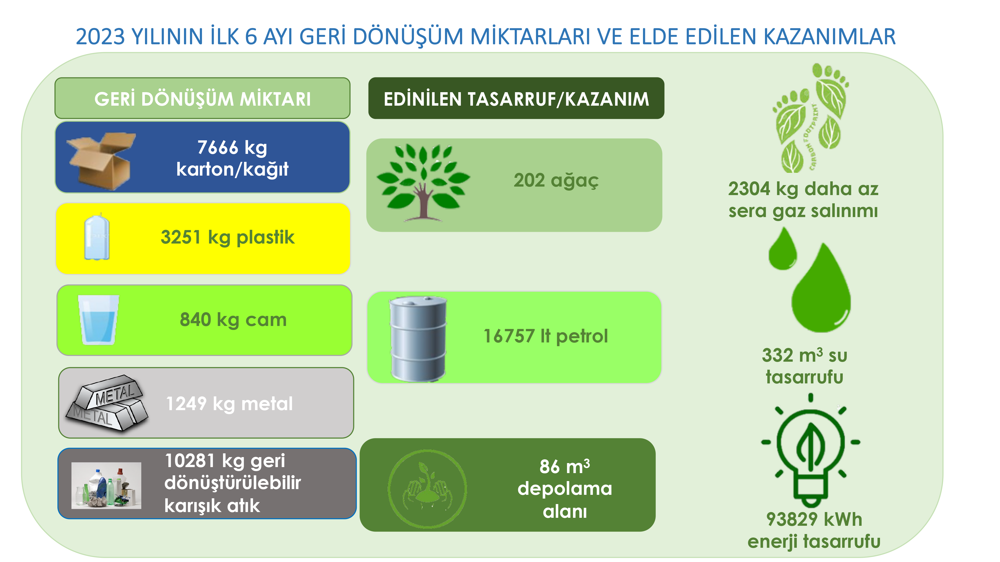 2023 YILININ İLK 6 AYI GERİ DÖNÜŞÜM MİKTARLARI VE ELDE EDİLEN KAZANIMLAR
GERİ DÖNÜŞÜM MİKTARI
7666 kg
karton/kağıt
3251 kg plastik
840 kg cam
METAL
METAL
1249 kg metal
10281 kg geri
dönüştürülebilir
karışık atık
EDİNİLEN TASARRUF/KAZANIM
202 ağaç
16757 lt petrol
86 m³
depolama
alanı
CARBON FOOTPRINT
2304 kg daha az
sera gaz salınımı
332 m³ su
tasarrufu
93829 kWh
enerji tasarrufu